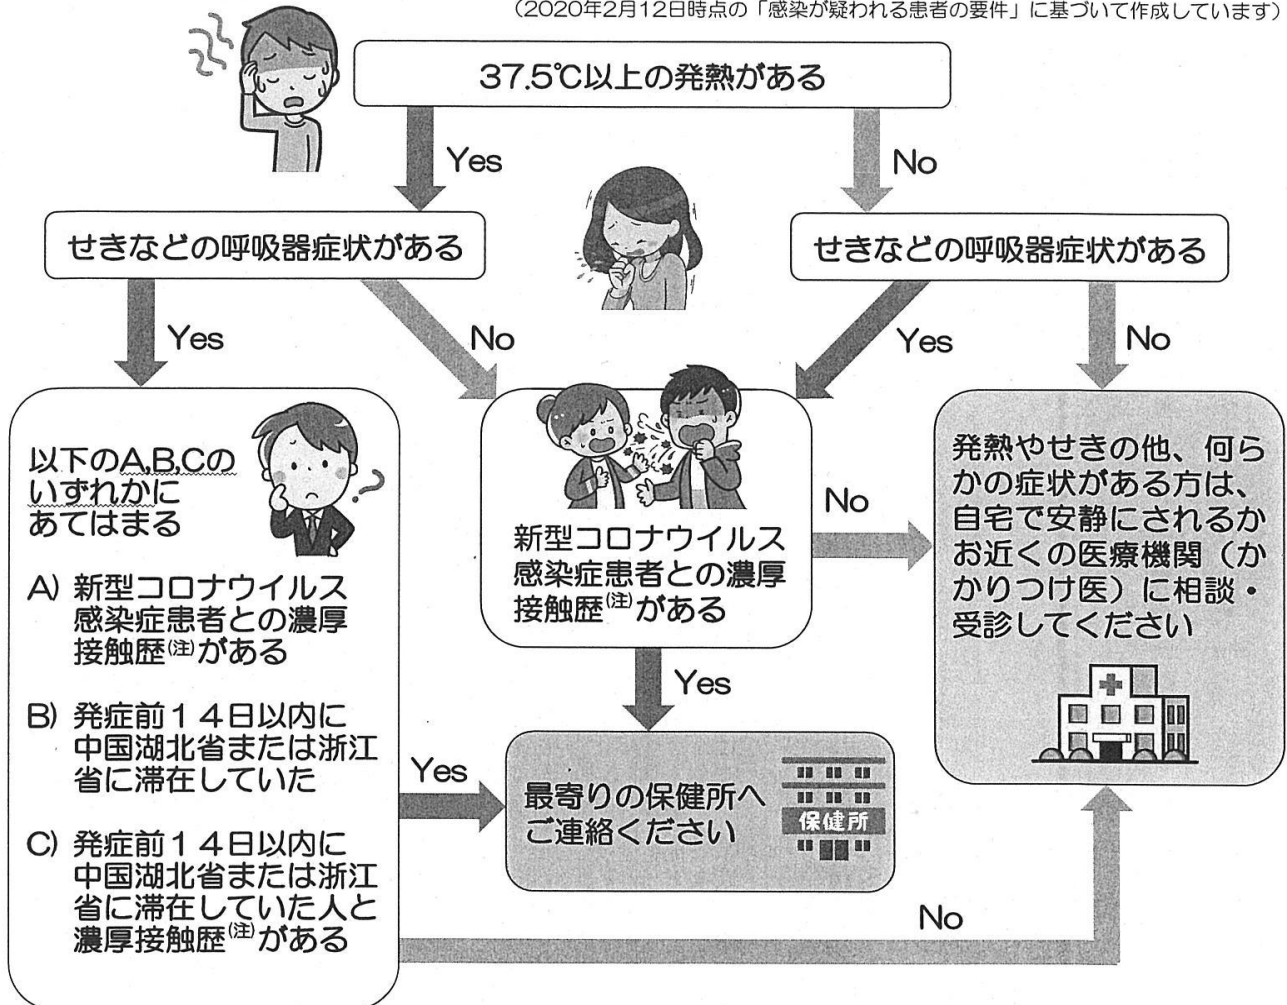 (2020年2月12日時点の「感染が疑われる患者の要件」に基づいて作成しています)
37.5℃以上の発熱がある
Yes
No
せきなどの呼吸器症状がある
せきなどの呼吸器症状がある
Yes
No
Yes
No
以下のA,B,Cの
いずれかに
あてはまる
A) 新型コロナウイルス
感染症患者との濃厚
接触歴(注)がある
B) 発症前14日以内に
中国湖北省または浙江
省に滞在していた
C) 発症前14日以内に
中国湖北省または浙江
省に滞在していた人と
濃厚接触歴(注)がある
新型コロナウイルス
感染症患者との濃厚
接触歴(注)がある
No
Yes
発熱やせきの他、何ら
かの症状がある方は、
自宅で安静にされるか
お近くの医療機関(か
かりつけ医)に相談・
受診してください
Yes
最寄りの保健所へ
ご連絡ください
保健所
No